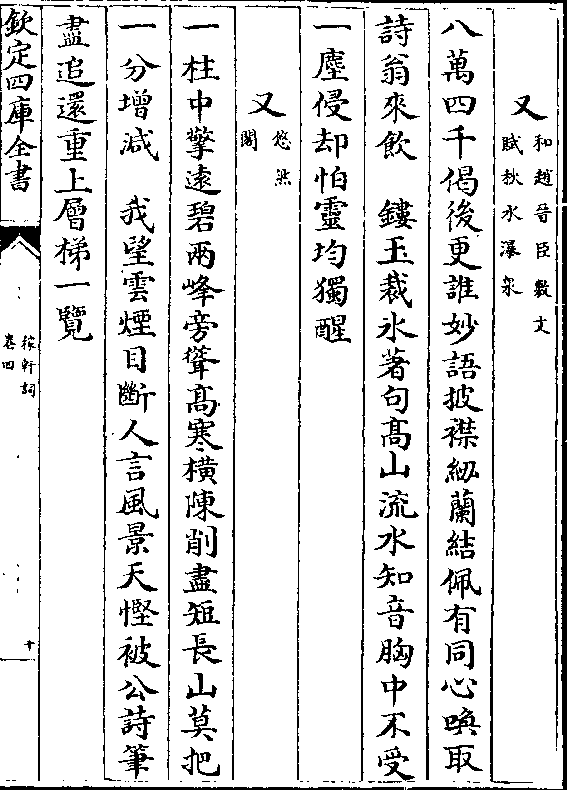 又和趙晉臣敷文
賦秋水瀑泉
八萬四千偈後更誰妙語披襟紉蘭結佩有同心喚取
詩翁來飲　鏤玉裁冰著句髙山流水知音胸中不受
一塵侵却怕靈均獨醒
又悠然
閣
一柱中擎逺碧兩峰旁聳髙寒橫陳削盡短長山莫把
一分增減　我望雲煙目斷人言風景天慳被公詩筆
盡追還重上層梯一覽
欽定四庫全書
稼軒詞
卷四
十